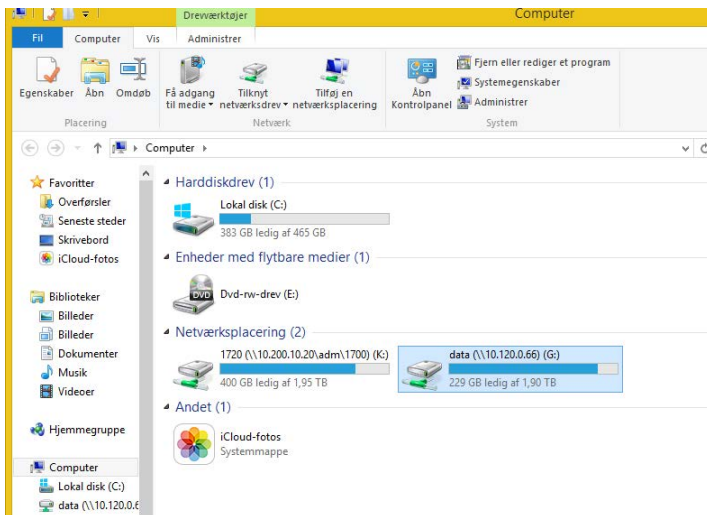 Drevværktøjer
Computer
Fil
Computer
Vis
Administrer
Egenskaber
Åbn
Omdøb
Få adgang
til medie
Tilknyt
netværksdrev
Tilføj en
netværksplacering
Åbn
Kontrolpanel
Fjern eller rediger et program
Systemegenskaber
Administrer
Placering
Netværk
System
Computer
Favoritter
Overførsler
Seneste steder
Skrivebord
iCloud-fotos
Biblioteker
Billeder
Billeder
Dokumenter
Musik
Videoer
Hjemmegruppe
Computer
Lokal disk (C:)
data (\\10.120.0.6
Harddiskdrev (1)
Lokal disk (C:)
383 GB ledig af 465 GB
Enheder med flytbare medier (1)
DVD
Dvd-rw-drev (E:)
Netværksplacering (2)
1720 (\\10.200.10.20\adm\1700) (K:)
400 GB ledig af 1,95 TB
data (\\10.120.0.66) (G:)
229 GB ledig af 1,90 TB
Andet (1)
iCloud-fotos
Systemmappe